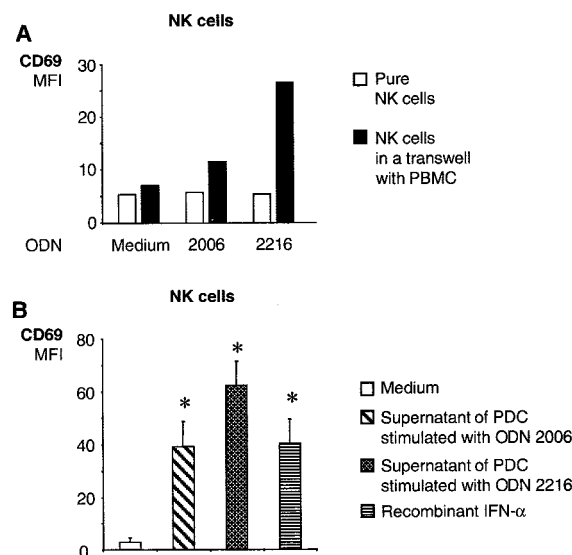 A
NK cells
CD69
MFI
30
20
10
0
ODN
Medium
2006
2216
Pure
NK cells
NK cells
in a transwell
with PBMC
B
NK cells
CD69
MFI
80
60
40
20
0
*
*
*
Medium
Supernatant of PDC
stimulated with ODN 2006
Supernatant of PDC
stimulated with ODN 2216
Recombinant IFN-α